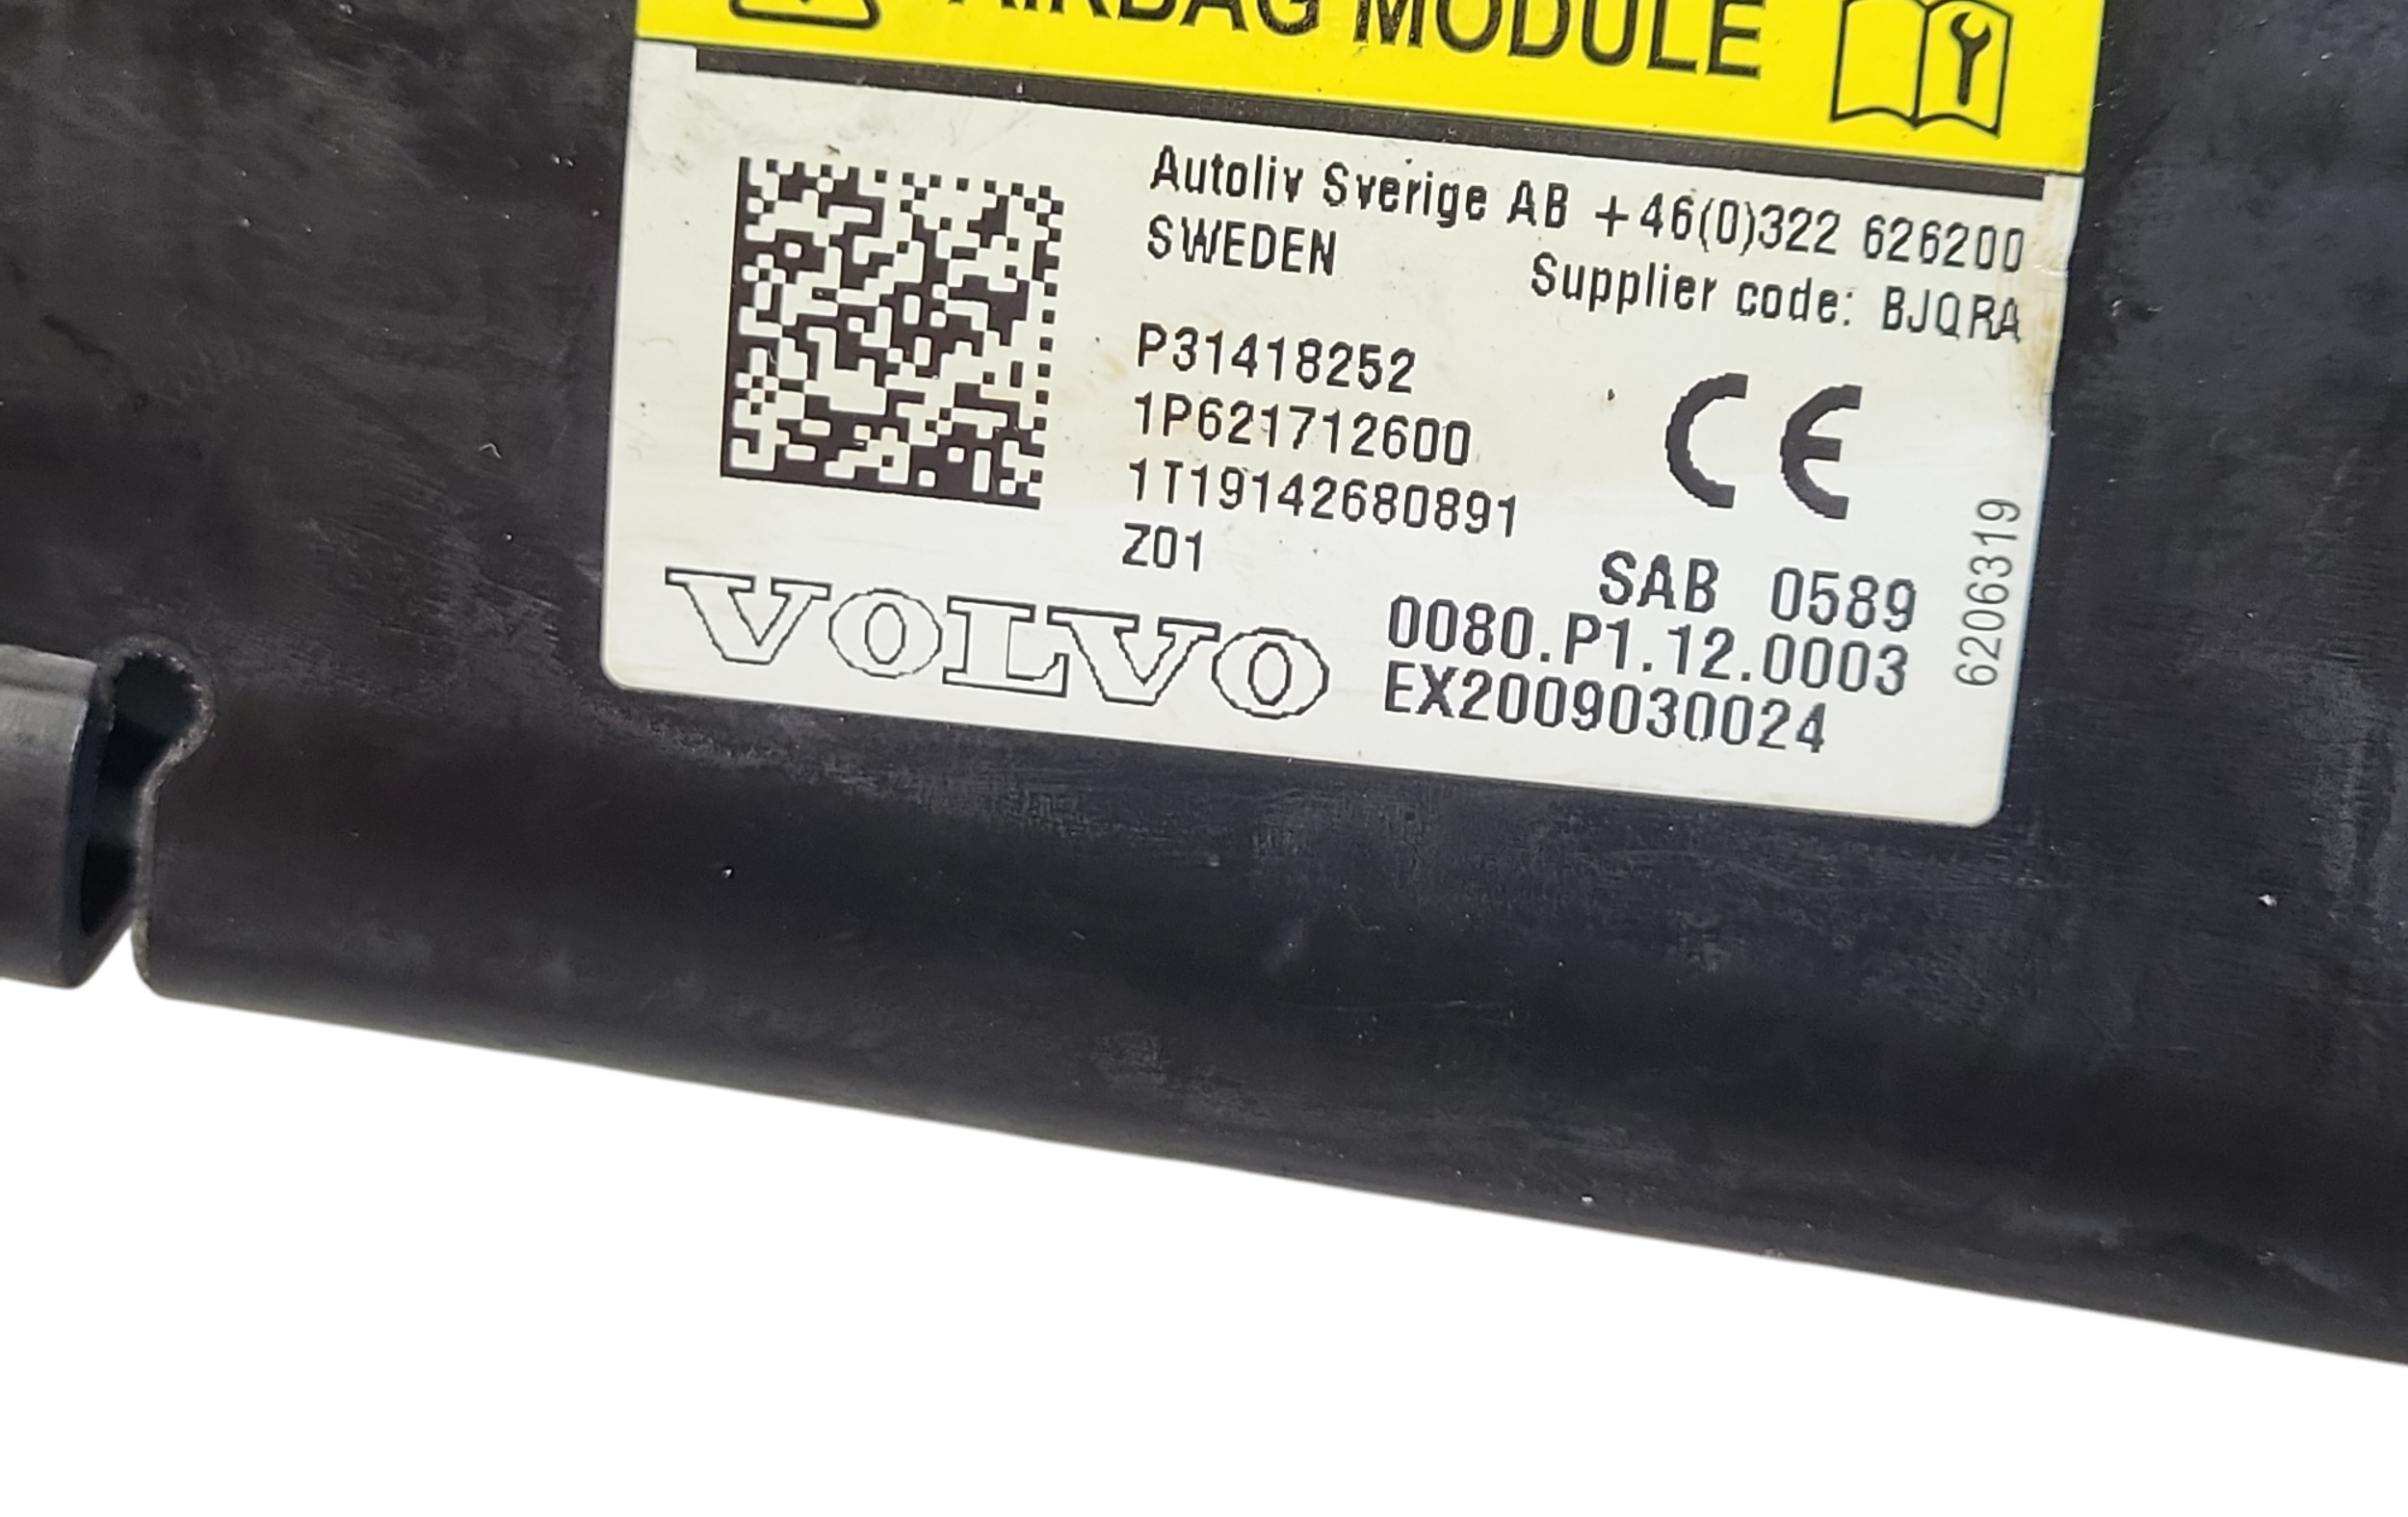 AIRBAG MODULE
Autoliv Sverige AB +46(0)322 626200
SWEDEN
Supplier code: BJQRA
P31418252
1P621712600
1T19142680891
Z01
CE
SAB 0589
0080.P1.12.0003
EX2009030024
VOLVO
6206319